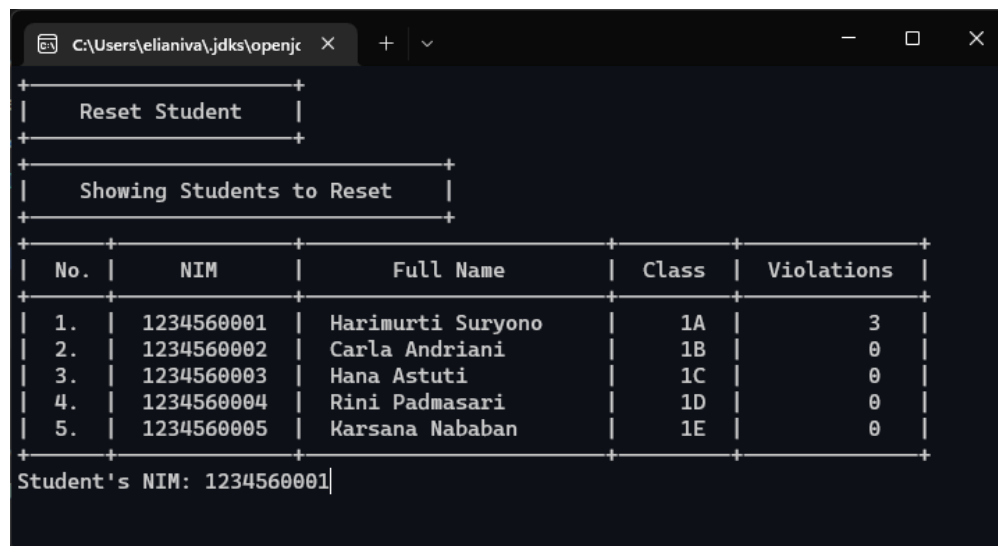 C:\Users\elianiva\.jdks\openjc
Reset Student
Showing Students to Reset
No. | NIM | Full Name | Class | Violations
1. | 1234560001 | Harimurti Suryono | 1A | 3
2. | 1234560002 | Carla Andriani | 1B | 0
3. | 1234560003 | Hana Astuti | 1C | 0
4. | 1234560004 | Rini Padmasari | 1D | 0
5. | 1234560005 | Karsana Nababan | 1E | 0
Student's NIM: 1234560001